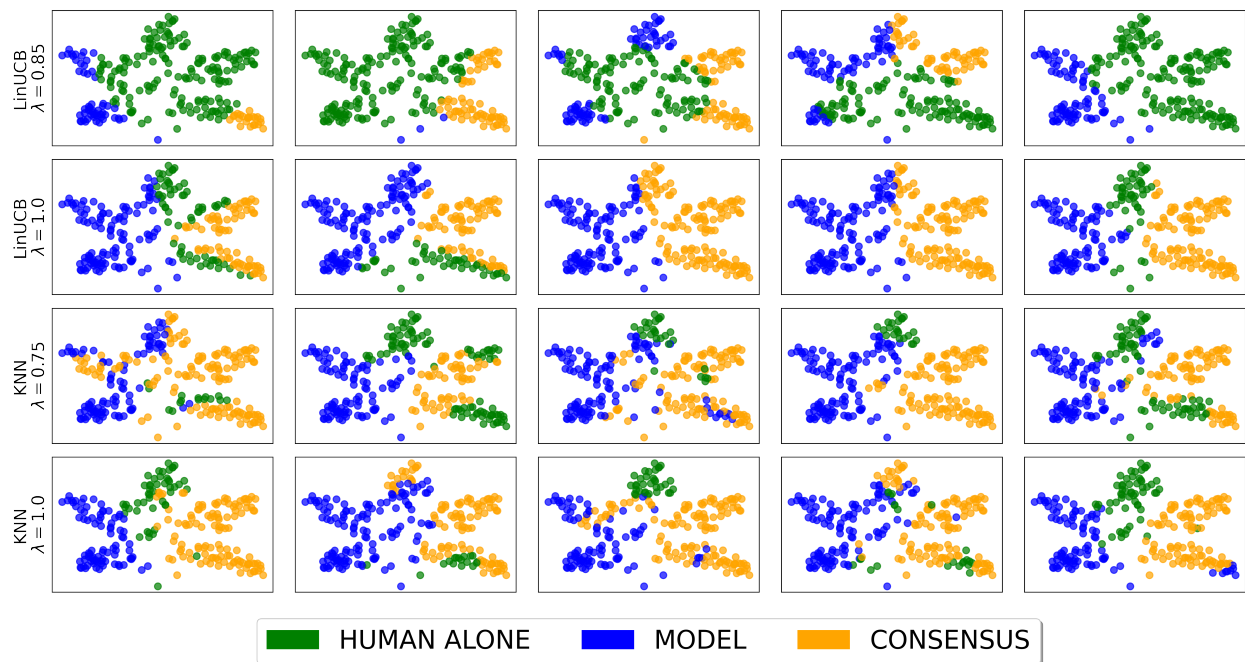 LinUCB
λ = 0.85
LinUCB
λ = 1.0
KNN
λ = 0.75
KNN
λ = 1.0
HUMAN ALONE MODEL CONSENSUS